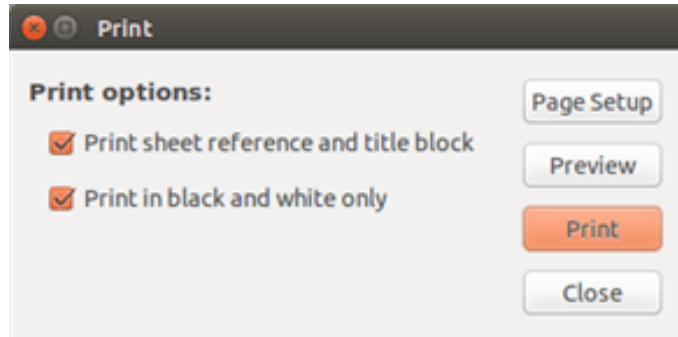 Print
Print options:
Print sheet reference and title block
Print in black and white only
Page Setup
Preview
Print
Close